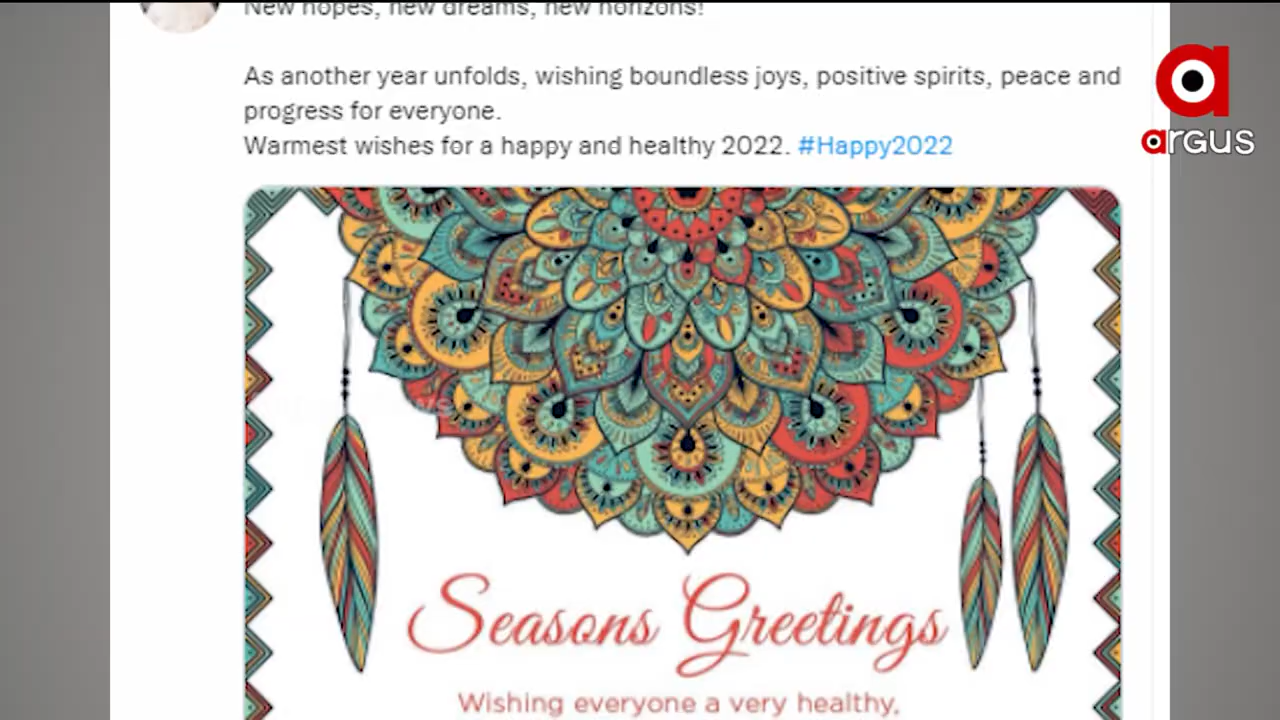 New hopes, new dreams, new horizons!
As another year unfolds, wishing boundless joys, positive spirits, peace and
progress for everyone.
Warmest wishes for a happy and healthy 2022. #Happy2022
argus
Seasons Greetings
Wishing everyone a very healthy,